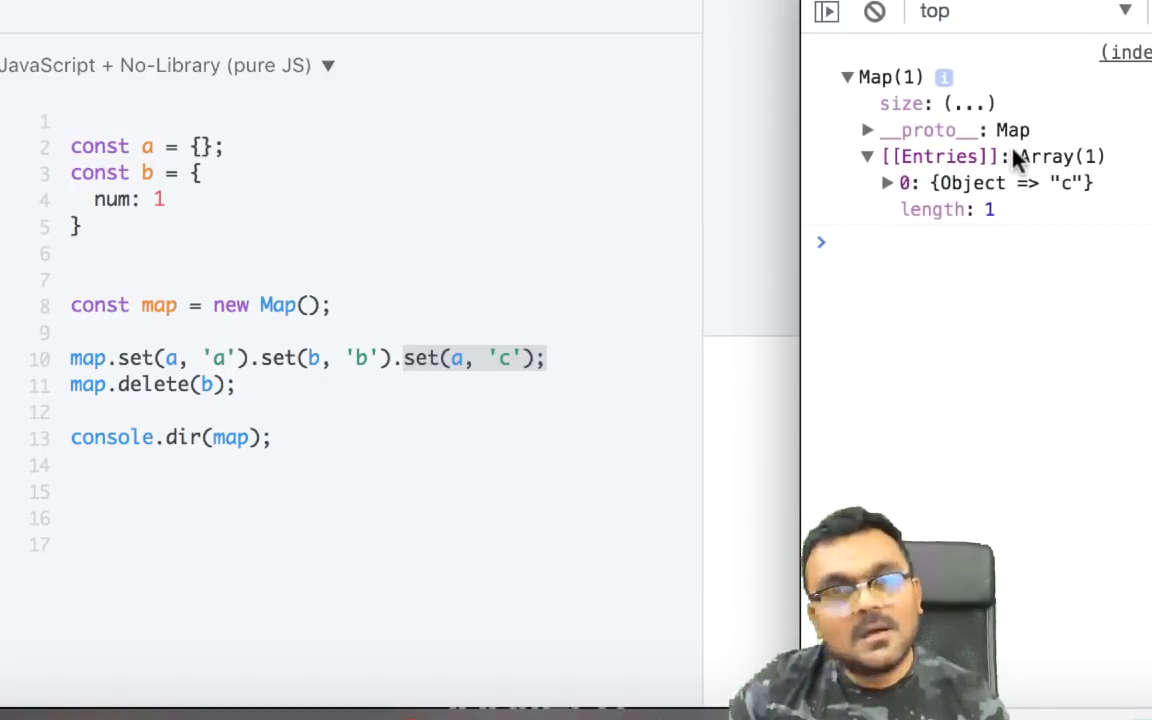 JavaScript + No-Library (pure JS) ▼
1
2 const a = {};
3 const b = {
4 num: 1
5 }
6
7
8 const map = new Map();
9
10 map.set(a, 'a').set(b, 'b').set(a, 'c');
11 map.delete(b);
12
13 console.dir(map);
14
15
16
17
top ▼
(inde
▼Map(1) i
size: (...)
▶__proto__: Map
▼[[Entries]]: Array(1)
▶0: {Object => "c"}
length: 1
>